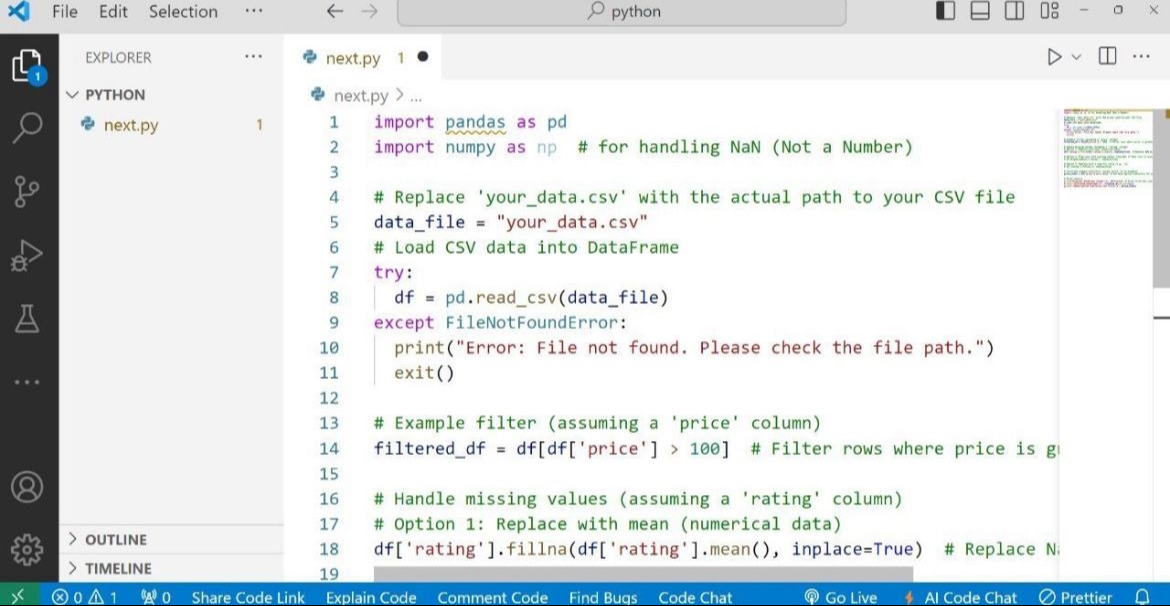 File Edit Selection ... python
EXPLORER ...
PYTHON
next.py 1
next.py 1
next.py > ...
1 import pandas as pd
2 import numpy as np # for handling NaN (Not a Number)
3
4 # Replace 'your_data.csv' with the actual path to your CSV file
5 data_file = "your_data.csv"
6 # Load CSV data into DataFrame
7 try:
8 df = pd.read_csv(data_file)
9 except FileNotFoundError:
10 print("Error: File not found. Please check the file path.")
11 exit()
12
13 # Example filter (assuming a 'price' column)
14 filtered_df = df[df['price'] > 100] # Filter rows where price is
15
16 # Handle missing values (assuming a 'rating' column)
17 # Option 1: Replace with mean (numerical data)
18 df['rating'].fillna(df['rating'].mean(), inplace=True) # Replace
19
OUTLINE
TIMELINE
1
0 1 0 Share Code Link Explain Code Comment Code Find Bugs Code Chat Go Live AI Code Chat Prettier